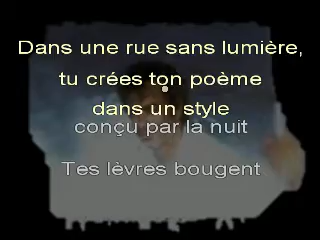 Dans une rue sans lumière,
tu crées ton poème
dans un style
conçu par la nuit
Tes lèvres bougent